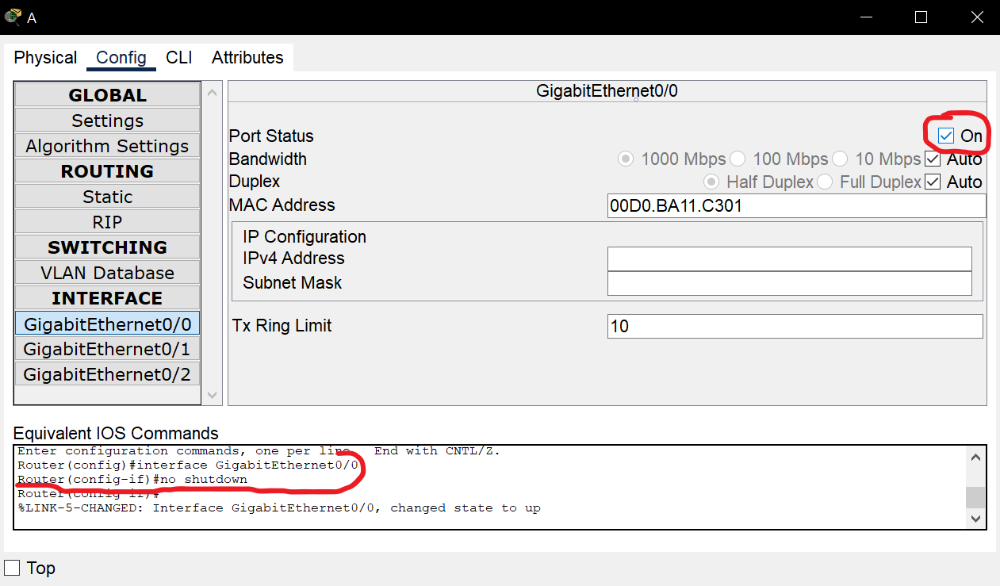 A
Physical Config CLI Attributes
GLOBAL
Settings
Algorithm Settings
ROUTING
Static
RIP
SWITCHING
VLAN Database
INTERFACE
GigabitEthernet0/0
GigabitEthernet0/1
GigabitEthernet0/2
GigabitEthernet0/0
Port Status On
Bandwidth 1000 Mbps 100 Mbps 10 Mbps Auto
Duplex Half Duplex Full Duplex Auto
MAC Address 00D0.BA11.C301
IP Configuration
IPv4 Address
Subnet Mask
Tx Ring Limit 10
Equivalent IOS Commands
Enter configuration commands, one per line. End with CNTL/Z.
Router(config)#interface GigabitEthernet0/0
Router(config-if)#no shutdown
Router(config-if)#
%LINK-5-CHANGED: Interface GigabitEthernet0/0, changed state to up
Top